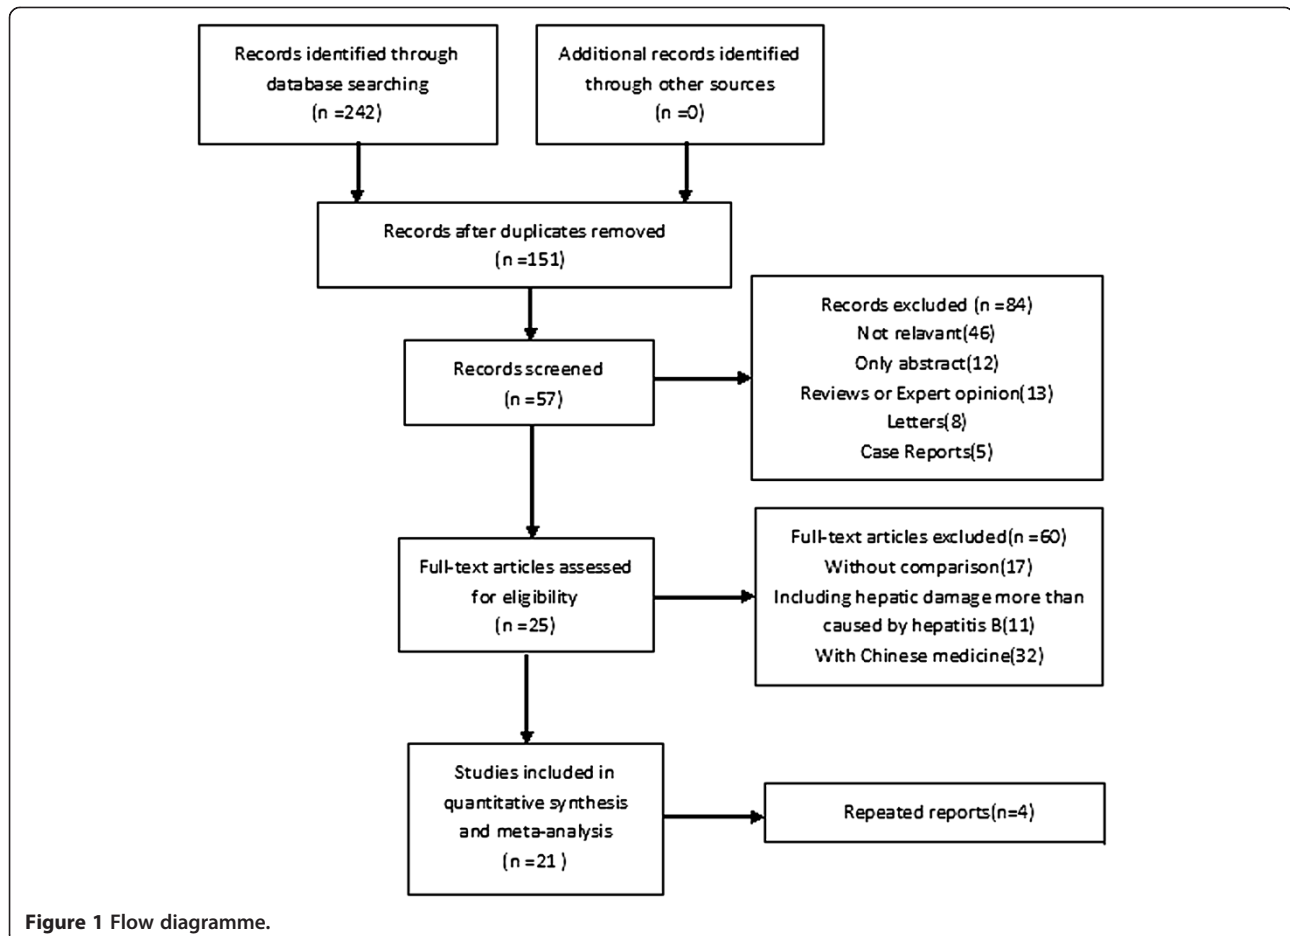 Records identified through
database searching
(n =242)
Additional records identified
through other sources
(n =0)
Records after duplicates removed
(n =151)
Records screened
(n =57)
Records excluded (n =84)
Not relavant(46)
Only abstract(12)
Reviews or Expert opinion(13)
Letters(8)
Case Reports(5)
Full-text articles assessed
for eligibility
(n =25)
Full-text articles excluded(n =60)
Without comparison(17)
Including hepatic damage more than
caused by hepatitis B(11)
With Chinese medicine(32)
Studies included in
quantitative synthesis
and meta-analysis
(n =21 )
Repeated reports(n=4)
Figure 1 Flow diagramme.